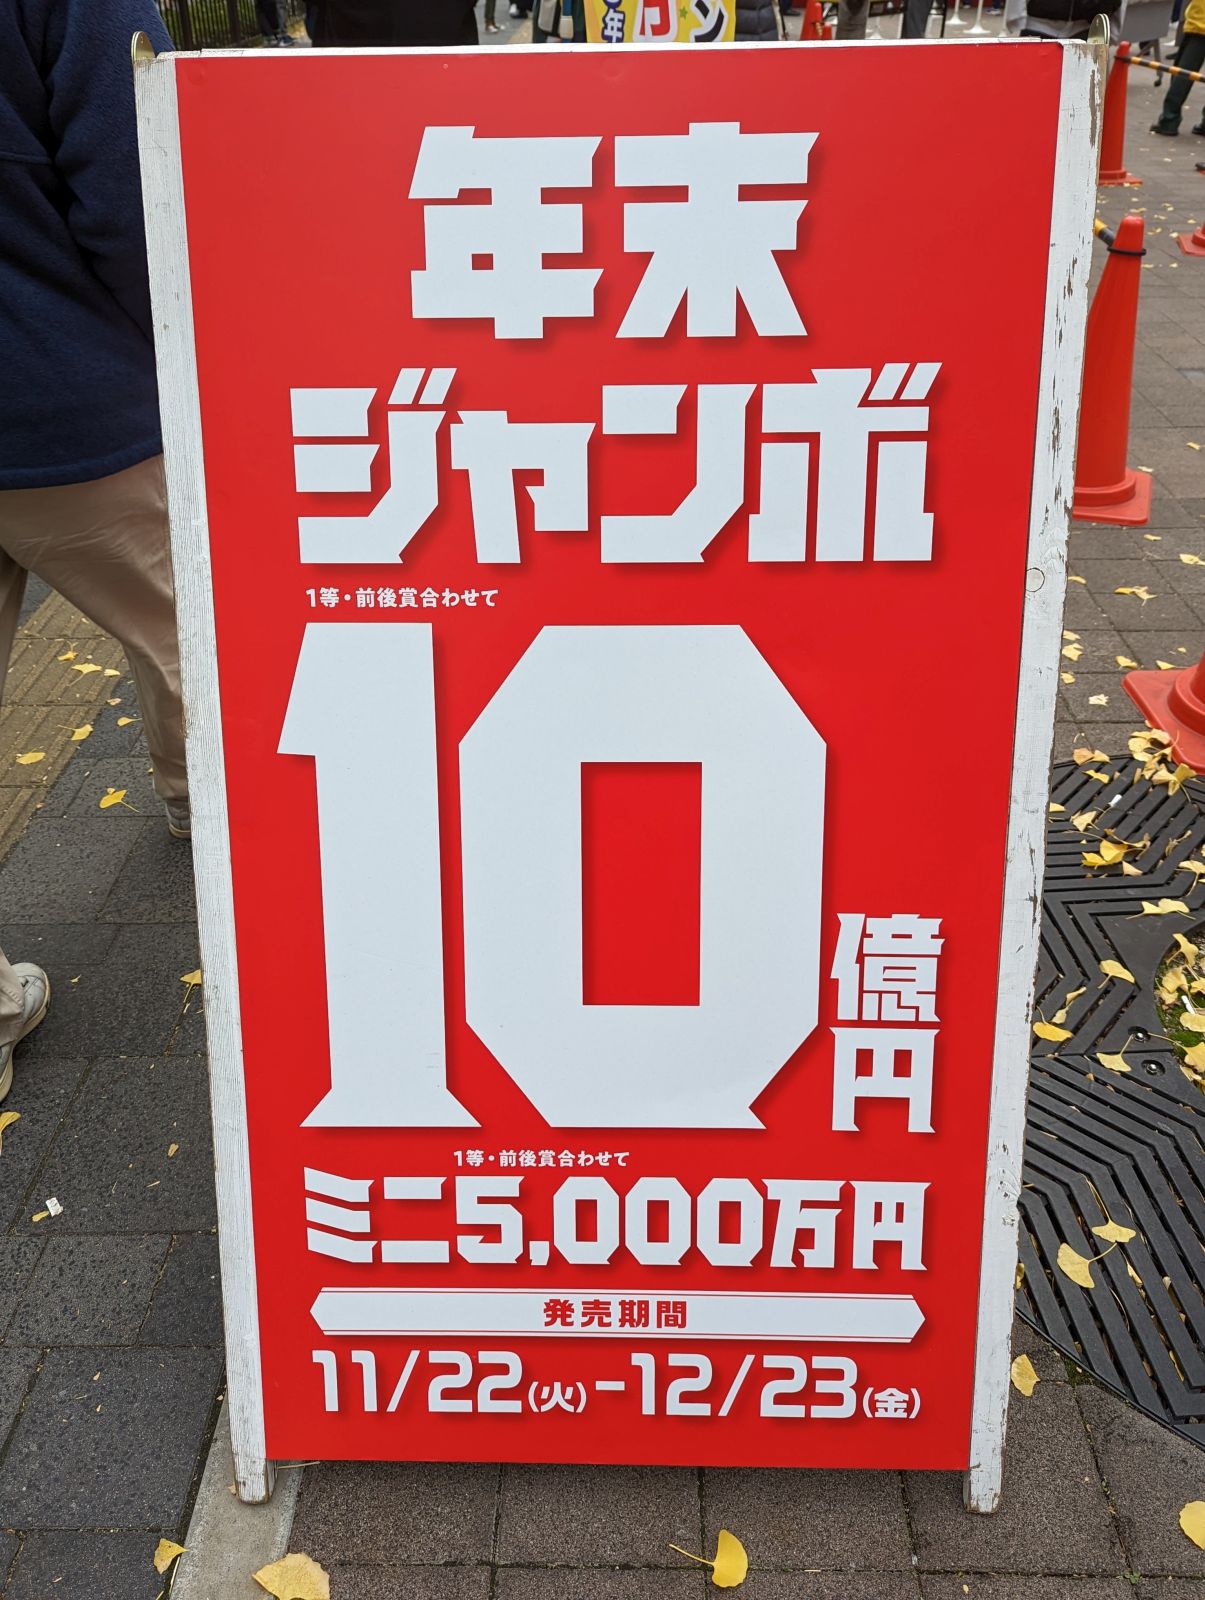 年末
ジャンボ
1等・前後賞合わせて
10億円
1等・前後賞合わせて
ミニ5,000万円
発売期間
11/22(火)-12/23(金)